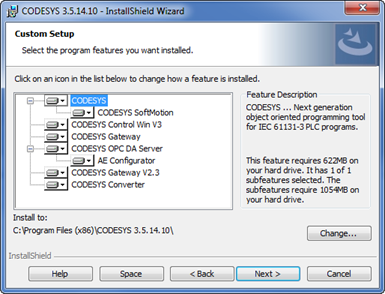 CODESYS 3.5.14.10 - InstallShield Wizard
Custom Setup
Select the program features you want installed.
Click on an icon in the list below to change how a feature is installed.
CODESYS
CODESYS SoftMotion
CODESYS Control Win V3
CODESYS Gateway
CODESYS OPC DA Server
AE Configurator
CODESYS Gateway V2.3
CODESYS Converter
Feature Description
CODESYS ... Next generation
object oriented programming tool
for IEC 61131-3 PLC programs.
This feature requires 622MB on
your hard drive. It has 1 of 1
subfeatures selected. The
subfeatures require 1054MB on
your hard drive.
Install to:
C:\Program Files (x86)\CODESYS 3.5.14.10\
Change...
InstallShield
Help
Space
< Back
Next >
Cancel